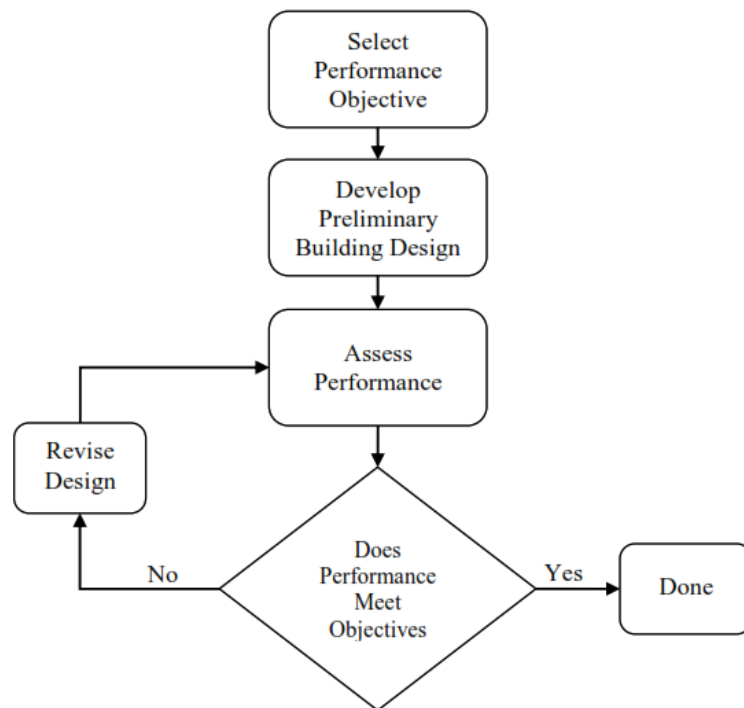 Select
Performance
Objective
Develop
Preliminary
Building Design
Assess
Performance
Revise
Design
No
Does
Performance
Meet
Objectives
Yes
Done